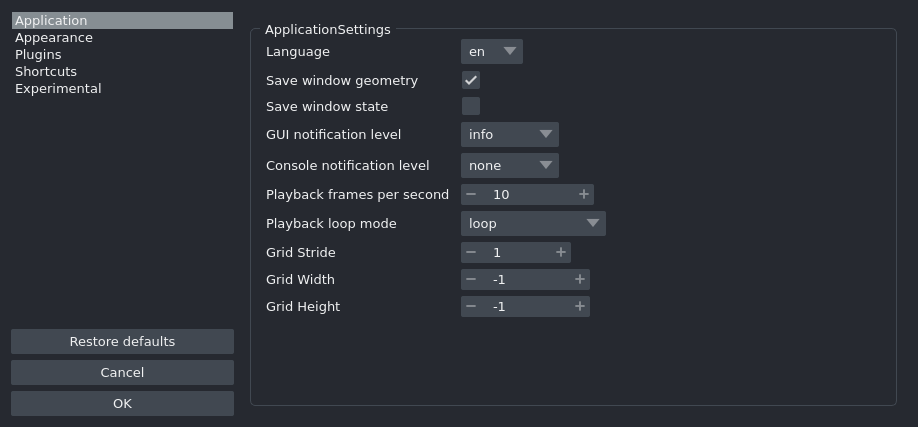 Application
Appearance
Plugins
Shortcuts
Experimental
Restore defaults
Cancel
OK
ApplicationSettings
Language en
Save window geometry
Save window state
GUI notification level info
Console notification level none
Playback frames per second 10
Playback loop mode loop
Grid Stride 1
Grid Width -1
Grid Height -1